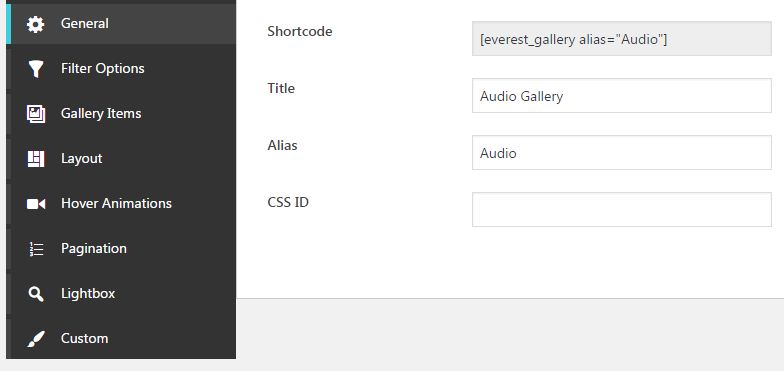 General
Filter Options
Gallery Items
Layout
Hover Animations
Pagination
Lightbox
Custom
Shortcode
[everest_gallery alias="Audio"]
Title
Audio Gallery
Alias
Audio
CSS ID